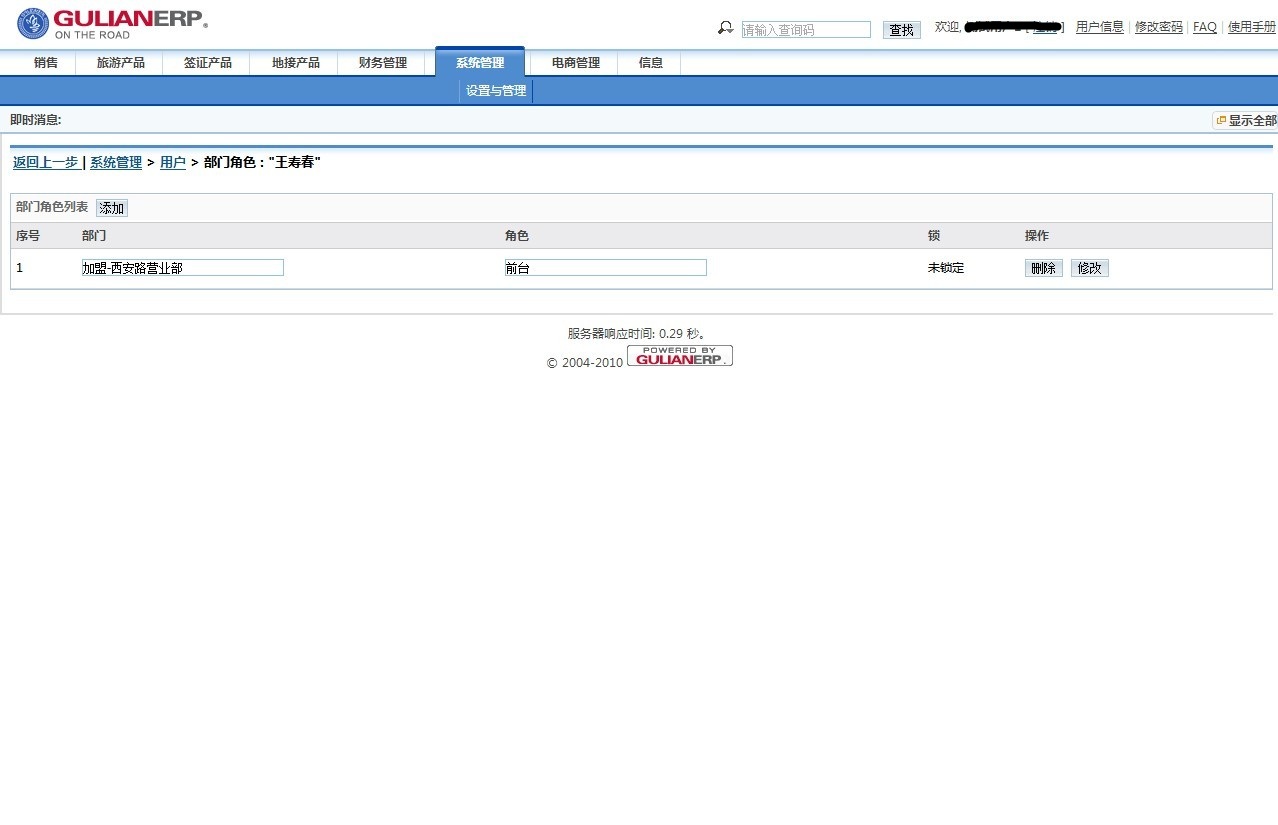 GULIANERP®
ON THE ROAD
请输入查询码 查找 欢迎, 用户信息 | 修改密码 | FAQ | 使用手册
销售 旅游产品 签证产品 地接产品 财务管理 系统管理 电商管理 信息
设置与管理
即时消息: 显示全部
返回上一步 | 系统管理 > 用户 > 部门角色："王寿春"
部门角色列表 添加
序号 部门 角色 锁 操作
1 加盟-西安路营业部 前台 未锁定 删除 修改
服务器响应时间: 0.29 秒。
© 2004-2010 POWERED BY GULIANERP.